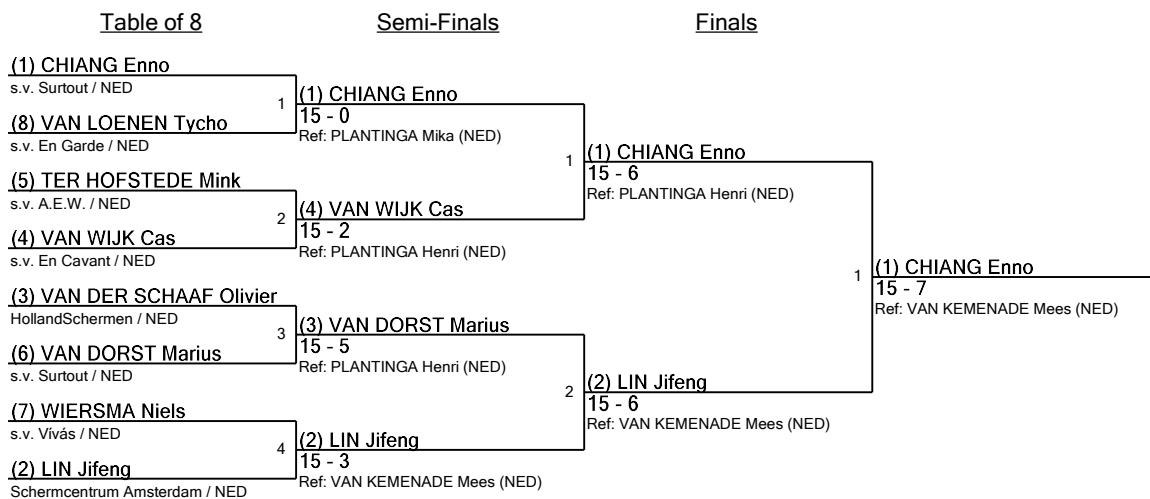 Table of 8
Semi-Finals
Finals
(1) CHIANG Enno
s.v. Surtout / NED
1
(8) VAN LOENEN Tycho
s.v. En Garde / NED
(5) TER HOFSTEDE Mink
s.v. A.E.W. / NED
2
(4) VAN WIJK Cas
s.v. En Cavant / NED
(3) VAN DER SCHAAF Olivier
HollandSchermen / NED
3
(6) VAN DORST Marius
s.v. Surtout / NED
(7) WIERSMA Niels
s.v. Vívás / NED
4
(2) LIN Jifeng
Schermcentrum Amsterdam / NED
(1) CHIANG Enno
15 - 0
Ref: PLANTINGA Mika (NED)
1
(4) VAN WIJK Cas
15 - 2
Ref: PLANTINGA Henri (NED)
(3) VAN DORST Marius
15 - 5
Ref: PLANTINGA Henri (NED)
2
(2) LIN Jifeng
15 - 3
Ref: VAN KEMENADE Mees (NED)
(1) CHIANG Enno
15 - 6
Ref: PLANTINGA Henri (NED)
1
(2) LIN Jifeng
15 - 6
Ref: VAN KEMENADE Mees (NED)
(1) CHIANG Enno
15 - 7
Ref: VAN KEMENADE Mees (NED)